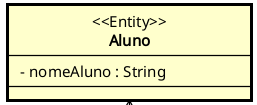 <<Entity>>
Aluno
- nomeAluno : String